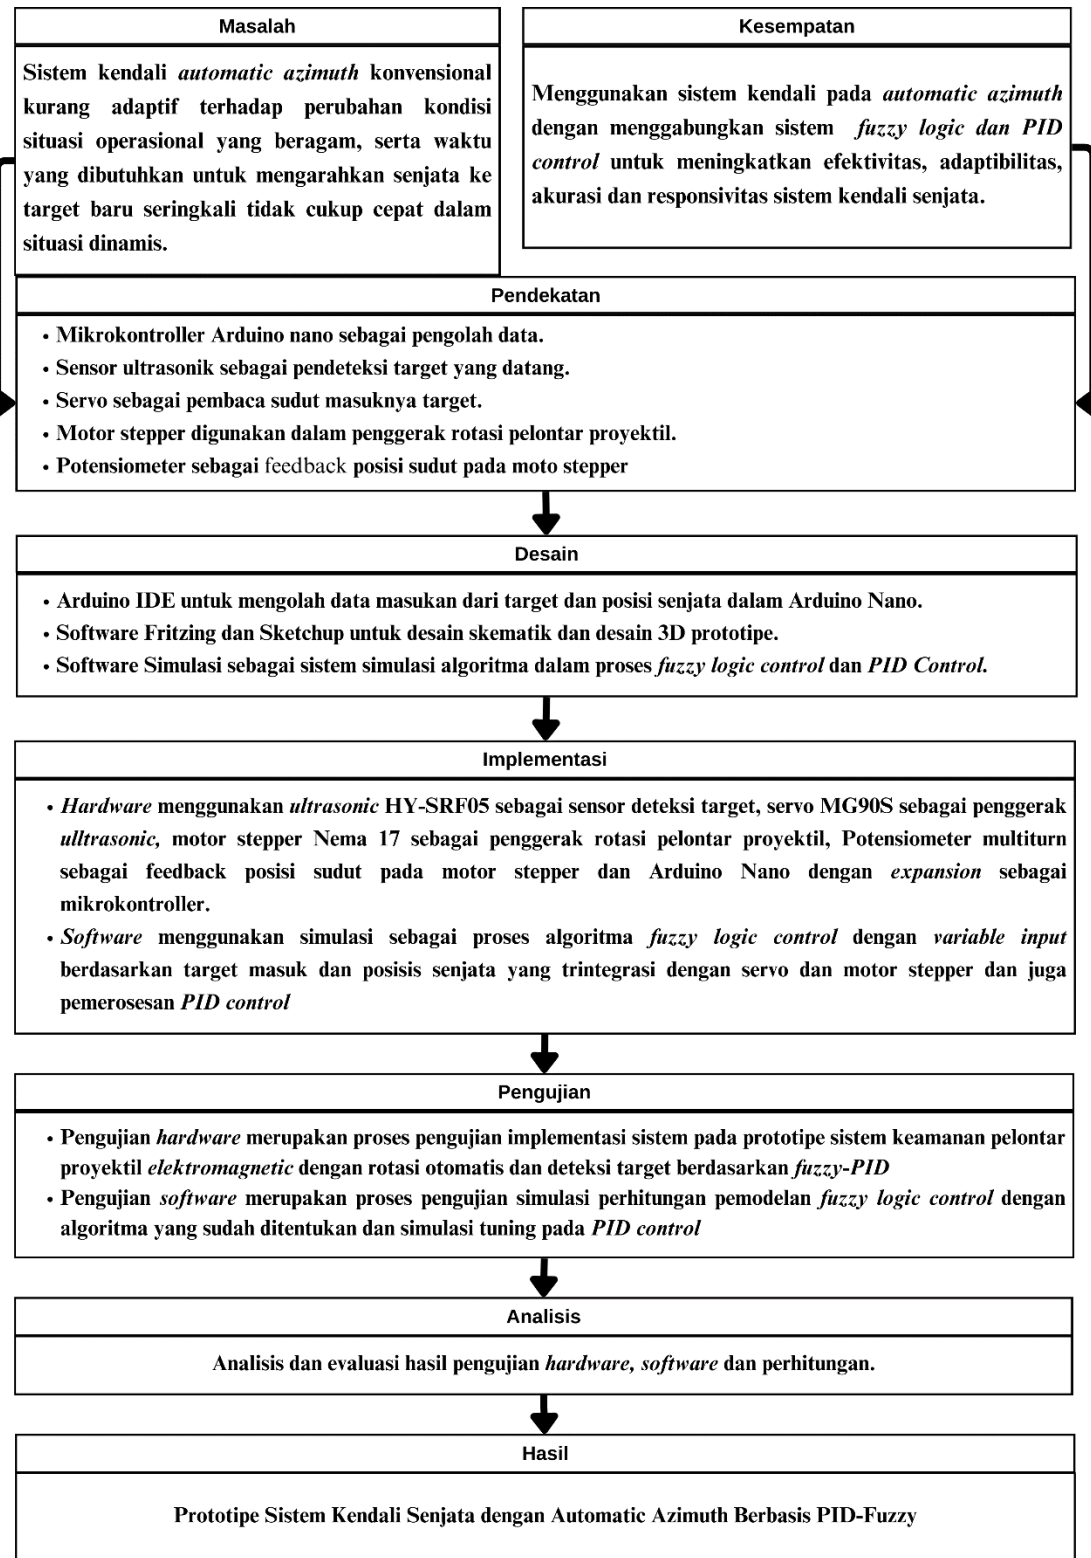 Masalah
Sistem kendali automatic azimuth konvensional
kurang adaptif terhadap perubahan kondisi
situasi operasional yang beragam, serta waktu
yang dibutuhkan untuk mengarahkan senjata ke
target baru seringkali tidak cukup cepat dalam
situasi dinamis.
Kesempatan
Menggunakan sistem kendali pada automatic azimuth
dengan menggabungkan sistem fuzzy logic dan PID
control untuk meningkatkan efektivitas, adaptibilitas,
akurasi dan responsivitas sistem kendali senjata.
Pendekatan
• Mikrokontroller Arduino nano sebagai pengolah data.
• Sensor ultrasonik sebagai pendeteksi target yang datang.
• Servo sebagai pembaca sudut masuknya target.
• Motor stepper digunakan dalam penggerak rotasi pelontar proyektil.
• Potensiometer sebagai feedback posisi sudut pada moto stepper
Desain
• Arduino IDE untuk mengolah data masukan dari target dan posisi senjata dalam Arduino Nano.
• Software Fritzing dan Sketchup untuk desain skematik dan desain 3D prototipe.
• Software Simulasi sebagai sistem simulasi algoritma dalam proses fuzzy logic control dan PID Control.
Implementasi
• Hardware menggunakan ultrasonic HY-SRF05 sebagai sensor deteksi target, servo MG90S sebagai penggerak
ulltrasonic, motor stepper Nema 17 sebagai penggerak rotasi pelontar proyektil, Potensiometer multiturn
sebagai feedback posisi sudut pada motor stepper dan Arduino Nano dengan expansion sebagai
mikrokontroller.
• Software menggunakan simulasi sebagai proses algoritma fuzzy logic control dengan variable input
berdasarkan target masuk dan posisis senjata yang trintegrasi dengan servo dan motor stepper dan juga
pemerosesan PID control
Pengujian
• Pengujian hardware merupakan proses pengujian implementasi sistem pada prototipe sistem keamanan pelontar
proyektil elektromagnetic dengan rotasi otomatis dan deteksi target berdasarkan fuzzy-PID
• Pengujian software merupakan proses pengujian simulasi perhitungan pemodelan fuzzy logic control dengan
algoritma yang sudah ditentukan dan simulasi tuning pada PID control
Analisis
Analisis dan evaluasi hasil pengujian hardware, software dan perhitungan.
Hasil
Prototipe Sistem Kendali Senjata dengan Automatic Azimuth Berbasis PID-Fuzzy